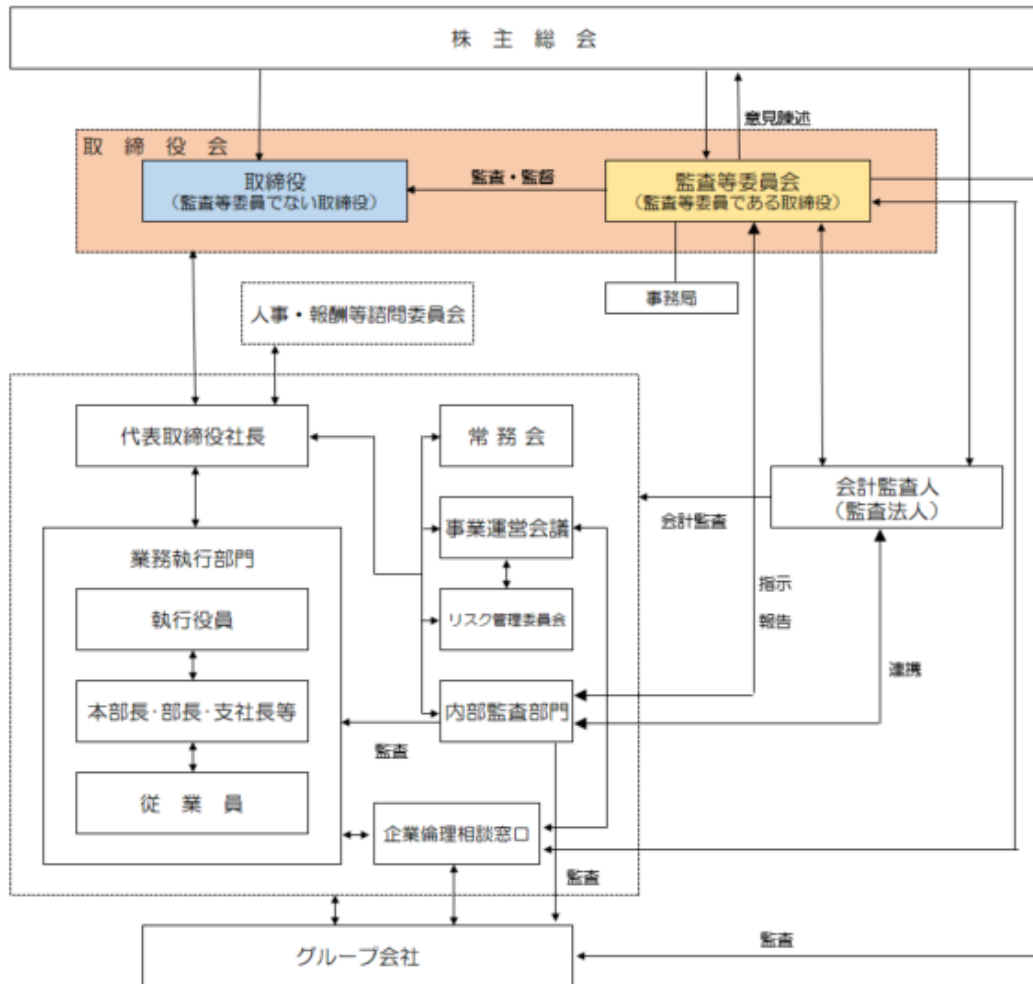 株 主 総 会
意見陳述
取 締 役 会
取締役
（監査等委員でない取締役）
監査・監督
監査等委員会
（監査等委員である取締役）
事務局
人事・報酬等諮問委員会
代表取締役社長
常 務 会
会計監査人
（監査法人）
事業運営会議
会計監査
業務執行部門
執行役員
リスク管理委員会
指示
報告
連携
本部長・部長・支社長等
内部監査部門
監査
従 業 員
企業倫理相談窓口
監査
グループ会社
監査